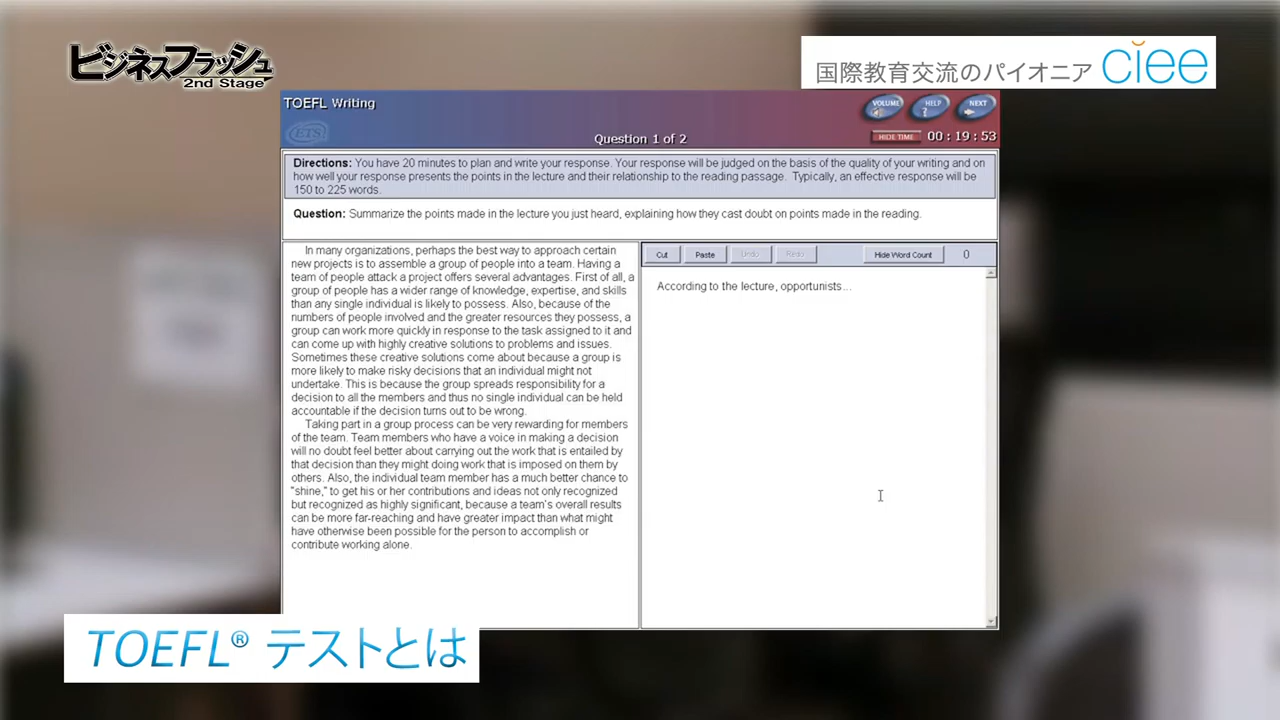 ビジネスフラッシュ
2nd Stage
国際教育交流のパイオニア ciee
TOEFL Writing
VOLUME
HELP
?
NEXT
ETS
Question 1 of 2
HIDE TIME
00 : 19 : 53
Directions: You have 20 minutes to plan and write your response. Your response will be judged on the basis of the quality of your writing and on
how well your response presents the points in the lecture and their relationship to the reading passage. Typically, an effective response will be
150 to 225 words.
Question: Summarize the points made in the lecture you just heard, explaining how they cast doubt on points made in the reading.
In many organizations, perhaps the best way to approach certain
new projects is to assemble a group of people into a team. Having a
team of people attack a project offers several advantages. First of all, a
group of people has a wider range of knowledge, expertise, and skills
than any single individual is likely to possess. Also, because of the
numbers of people involved and the greater resources they possess, a
group can work more quickly in response to the task assigned to it and
can come up with highly creative solutions to problems and issues.
Sometimes these creative solutions come about because a group is
more likely to make risky decisions that an individual might not
undertake. This is because the group spreads responsibility for a
decision to all the members and thus no single individual can be held
accountable if the decision turns out to be wrong.
Taking part in a group process can be very rewarding for members
of the team. Team members who have a voice in making a decision
will no doubt feel better about carrying out the work that is entailed by
that decision than they might doing work that is imposed on them by
others. Also, the individual team member has a much better chance to
"shine," to get his or her contributions and ideas not only recognized
but recognized as highly significant, because a team's overall results
can be more far-reaching and have greater impact than what might
have otherwise been possible for the person to accomplish or
contribute working alone.
Cut
Paste
Undo
Redo
Hide Word Count
0
According to the lecture, opportunists...
TOEFL® テストとは